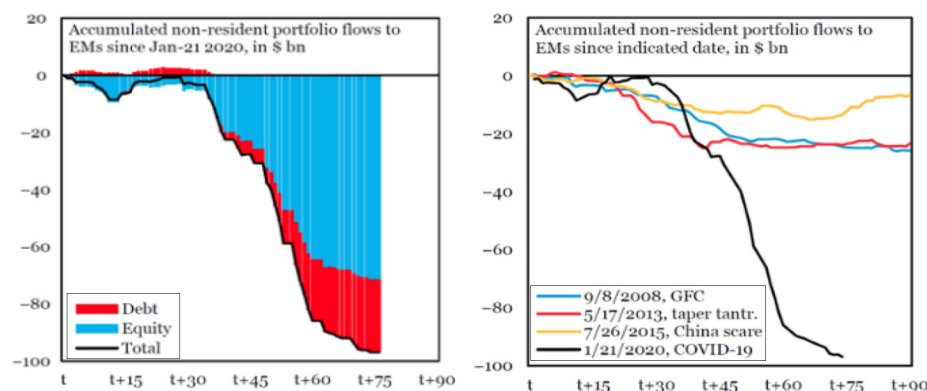 Accumulated non-resident portfolio flows to
EMs since Jan-21 2020, in $ bn
0
−20
−40
−60
−80
−100
Debt
Equity
Total
t
t+15
t+30
t+45
t+60
t+75
t+90
Accumulated non-resident portfolio flows to
EMs since indicated date, in $ bn
0
−20
−40
−60
−80
−100
9/8/2008, GFC
5/17/2013, taper tantr.
7/26/2015, China scare
1/21/2020, COVID-19
t
t+15
t+30
t+45
t+60
t+75
t+90